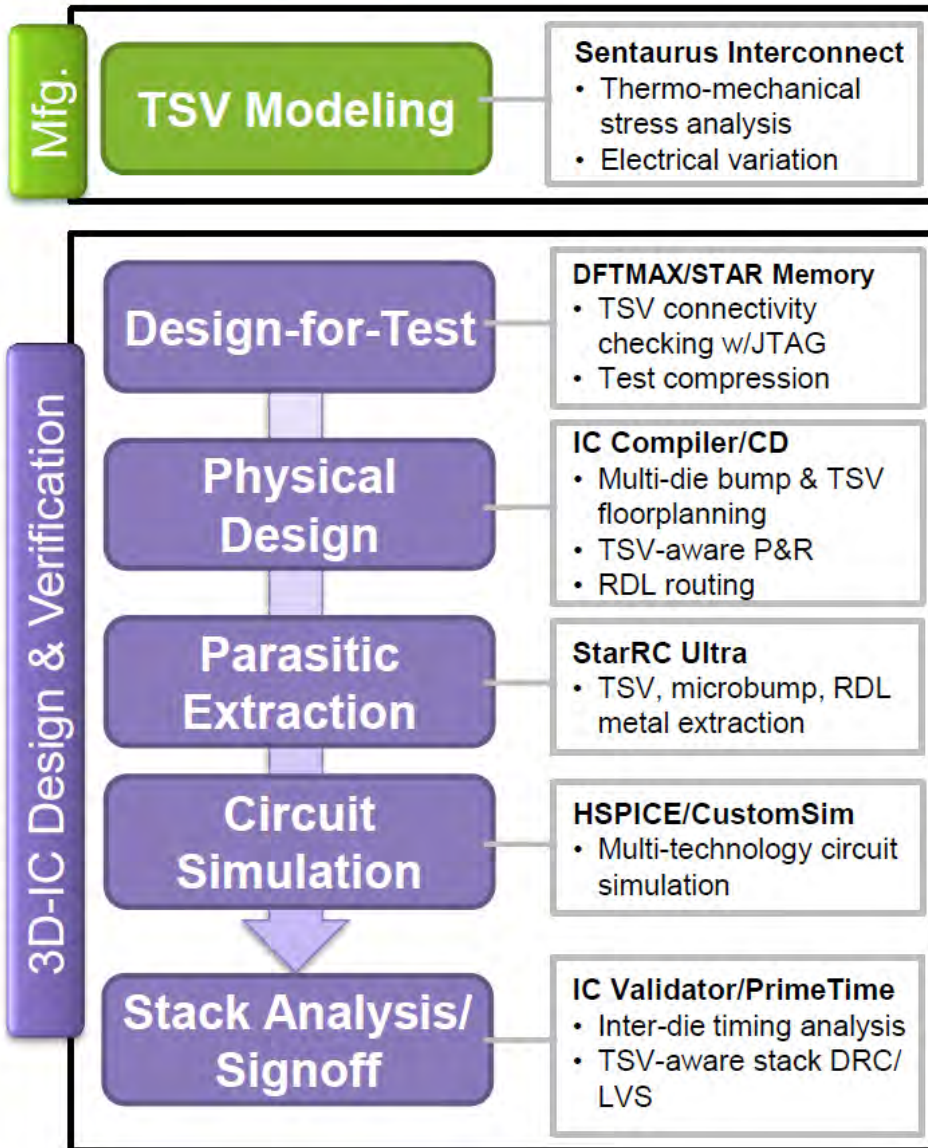 Mfg.
TSV Modeling
Sentaurus Interconnect
• Thermo-mechanical
stress analysis
• Electrical variation
3D-IC Design & Verification
Design-for-Test
DFTMAX/STAR Memory
• TSV connectivity
checking w/JTAG
• Test compression
Physical
Design
IC Compiler/CD
• Multi-die bump & TSV
floorplanning
• TSV-aware P&R
• RDL routing
Parasitic
Extraction
StarRC Ultra
• TSV, microbump, RDL
metal extraction
Circuit
Simulation
HSPICE/CustomSim
• Multi-technology circuit
simulation
Stack Analysis/
Signoff
IC Validator/PrimeTime
• Inter-die timing analysis
• TSV-aware stack DRC/
LVS